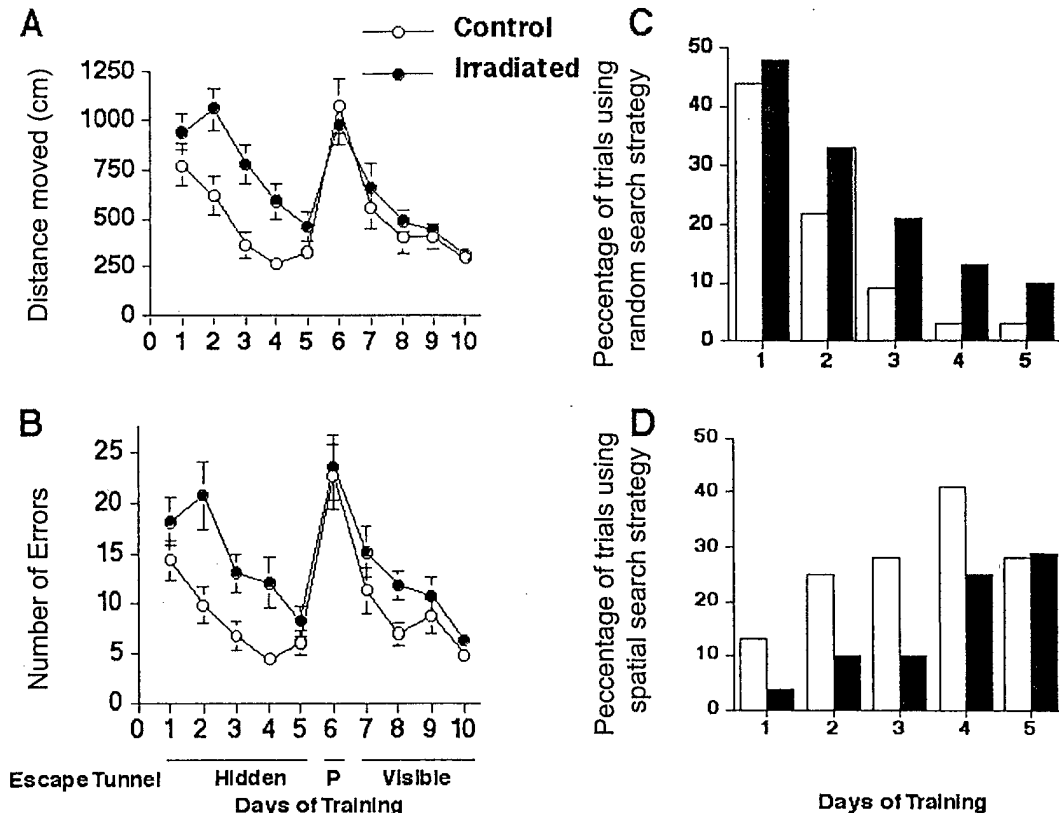 A
Control
Irradiated
Distance moved (cm)
1250
1000
750
500
250
0
0 1 2 3 4 5 6 7 8 9 10
B
Number of Errors
25
20
15
10
5
0
0 1 2 3 4 5 6 7 8 9 10
Escape Tunnel Hidden P Visible
Days of Training
C
Peccentage of trials using
random search strategy
50
40
30
20
10
0
1 2 3 4 5
D
Peccentage of trials using
spatial search strategy
50
40
30
20
10
0
1 2 3 4 5
Days of Training